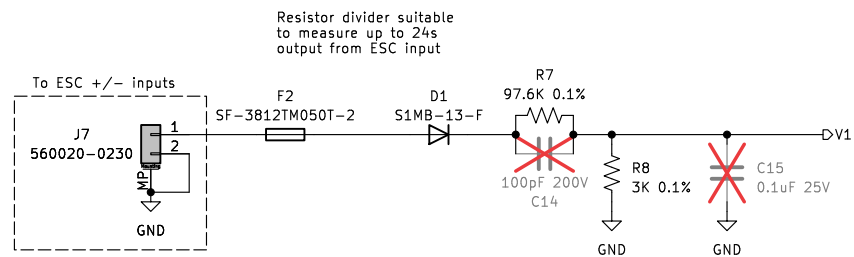 Resistor divider suitable
to measure up to 24s
output from ESC input
To ESC +/- inputs
J7
560020-0230
1
2
MP
GND
F2
SF-3812TM050T-2
D1
S1MB-13-F
R7
97.6K 0.1%
100pF 200V
C14
R8
3K 0.1%
GND
C15
0.1uF 25V
GND
V1